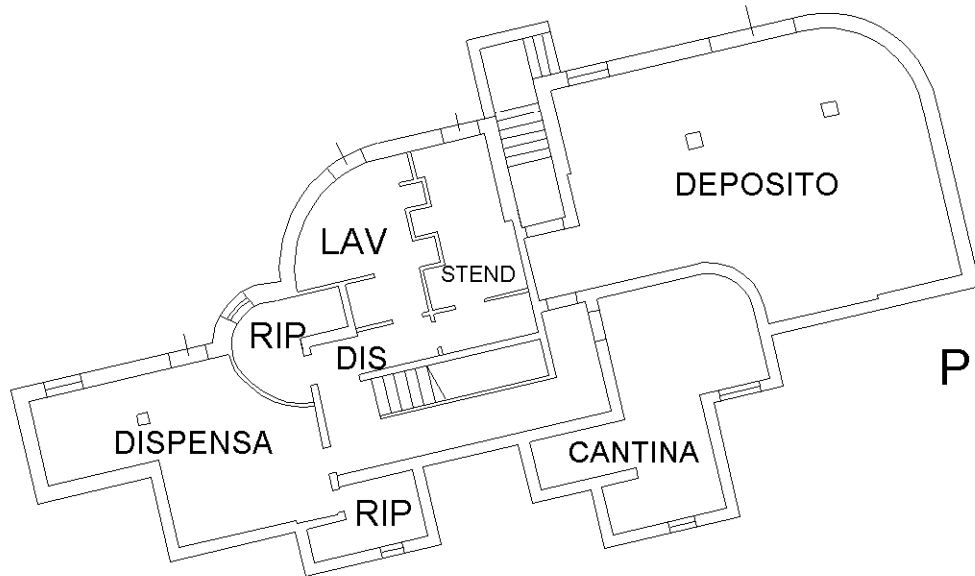 DEPOSITO
LAV
STEND
RIP
DIS
P
DISPENSA
CANTINA
RIP